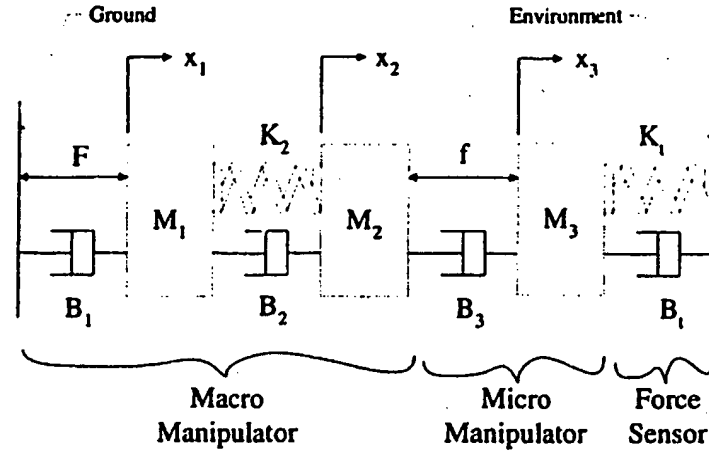 Ground
Environment
x1
x2
x3
F
K2
f
Kt
M1
M2
M3
B1
B2
B3
Bt
Macro
Manipulator
Micro
Manipulator
Force
Sensor